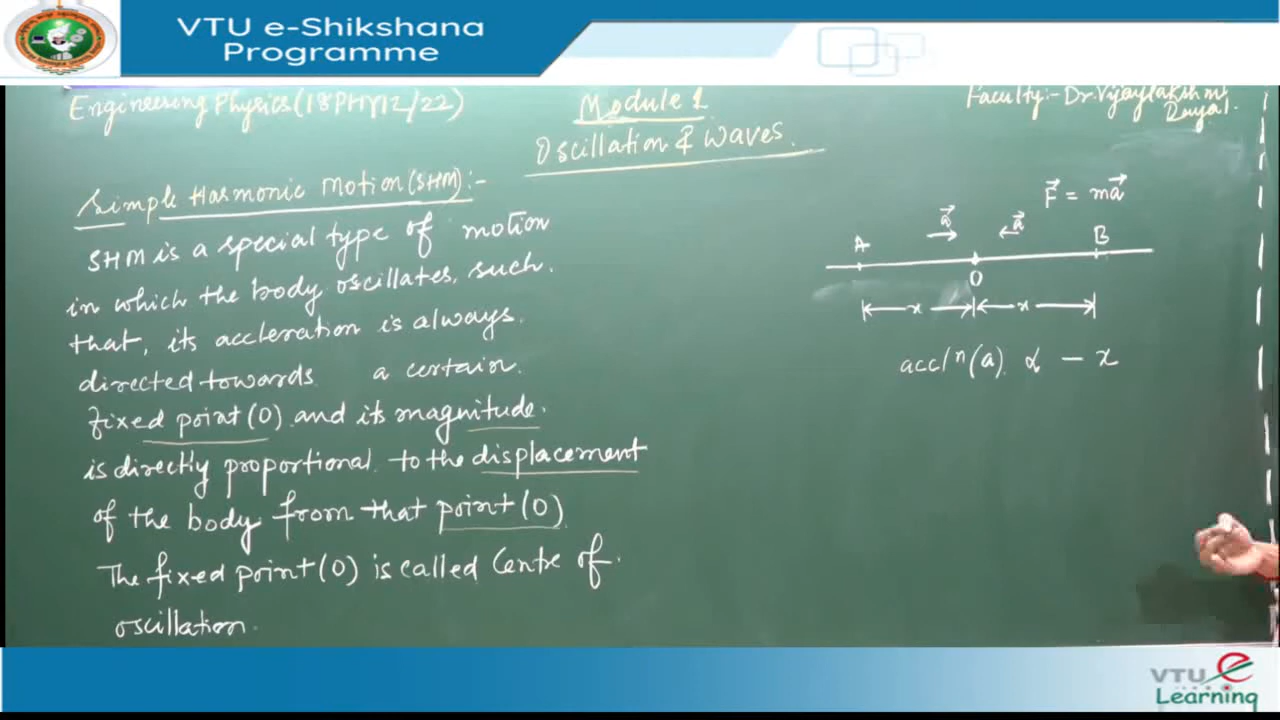 VTU e-Shikshana
Programme
Engineering Physics (18PHY12/22)
Module 1
Faculty:- Dr. Vijaylakshmi
Dayal.
Oscillation & Waves.
Simple Harmonic Motion (SHM):-
SHM is a special type of motion
in which the body oscillates, such
that, its accleration is always
directed towards a certain
fixed point (O) and its magnitude
is directly proportional to the displacement
of the body from that point (O)
The fixed point (O) is called Centre of
oscillation.
F⃗ = ma⃗
a⃗ a⃗
A B
O
x x
acclⁿ(a) ∝ - x
VTU e
Learning